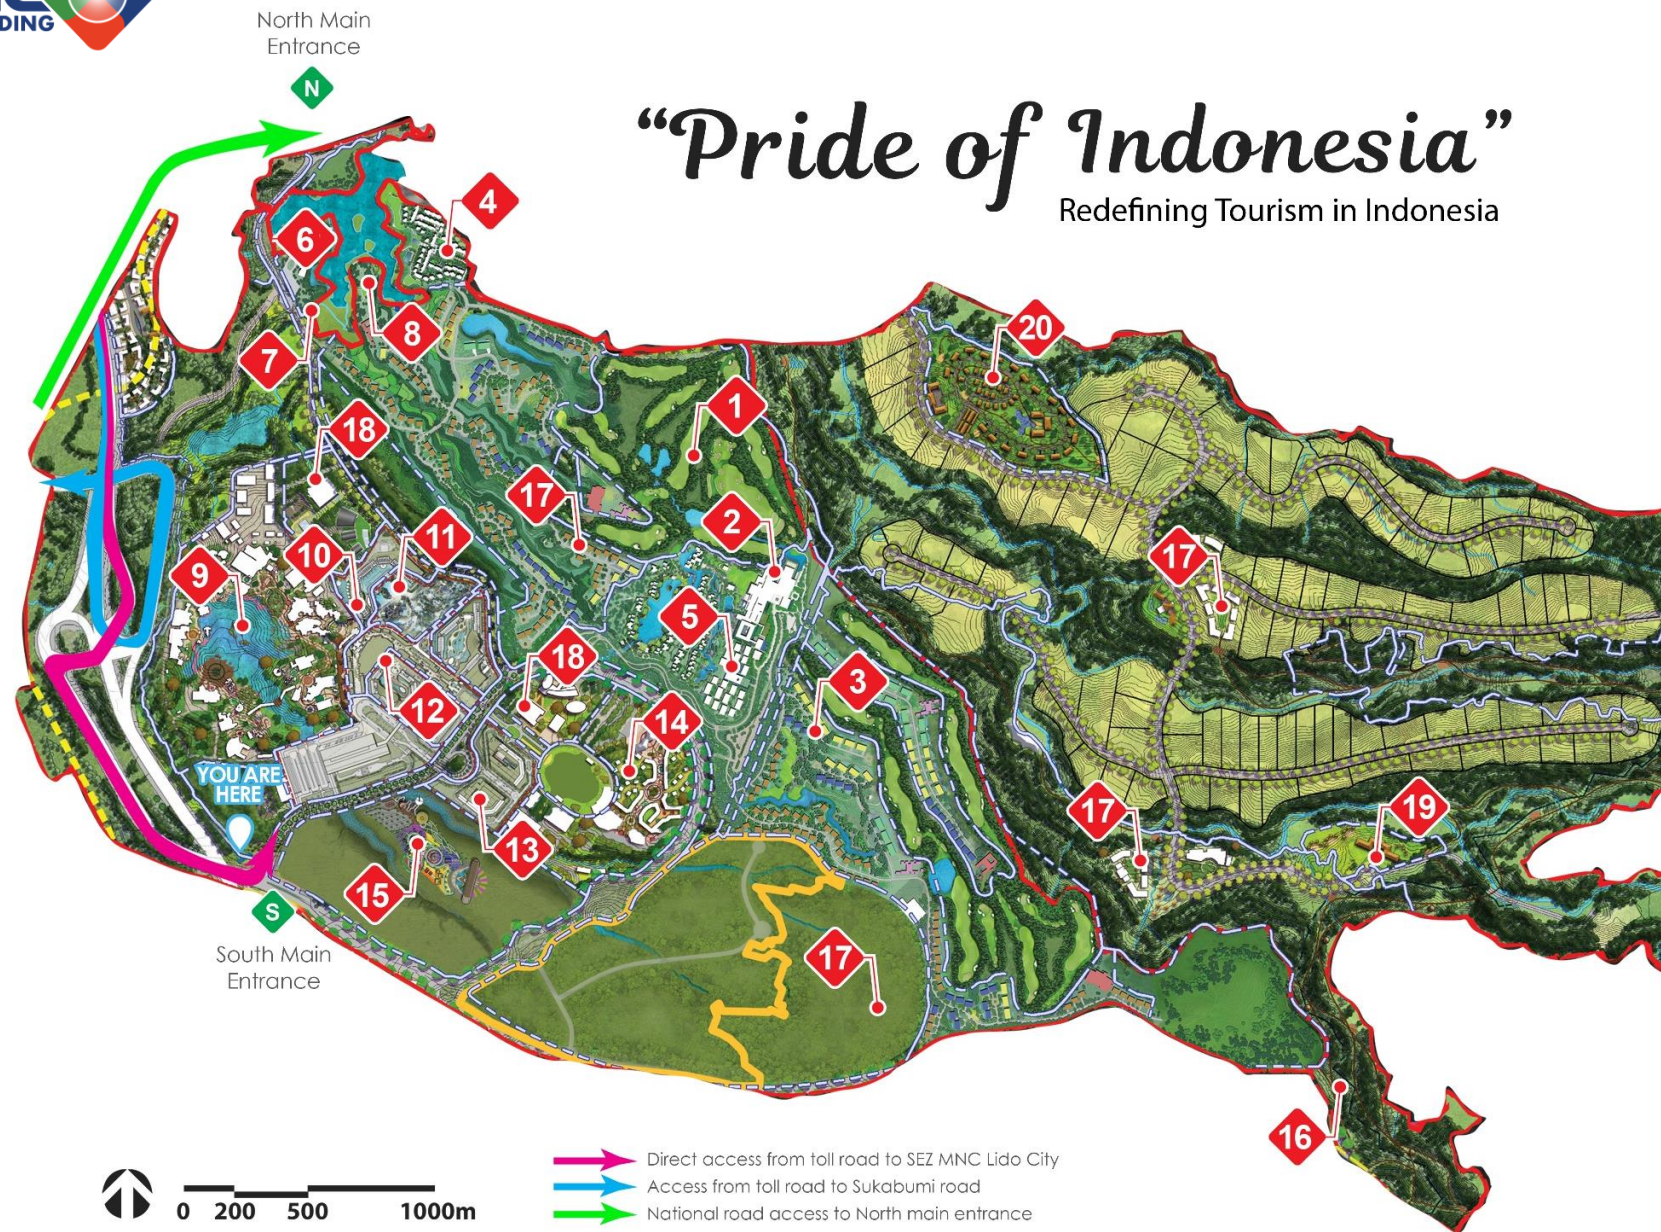 DING
North Main
Entrance
N
“Pride of Indonesia”
Redefining Tourism in Indonesia
4
6
8
7
20
1
18
17
2
11
10
17
9
5
18
3
12
14
YOU ARE
HERE
17
19
13
15
S
17
South Main
Entrance
16
Direct access from toll road to SEZ MNC Lido City
Access from toll road to Sukabumi road
National road access to North main entrance
0 200 500 1000m